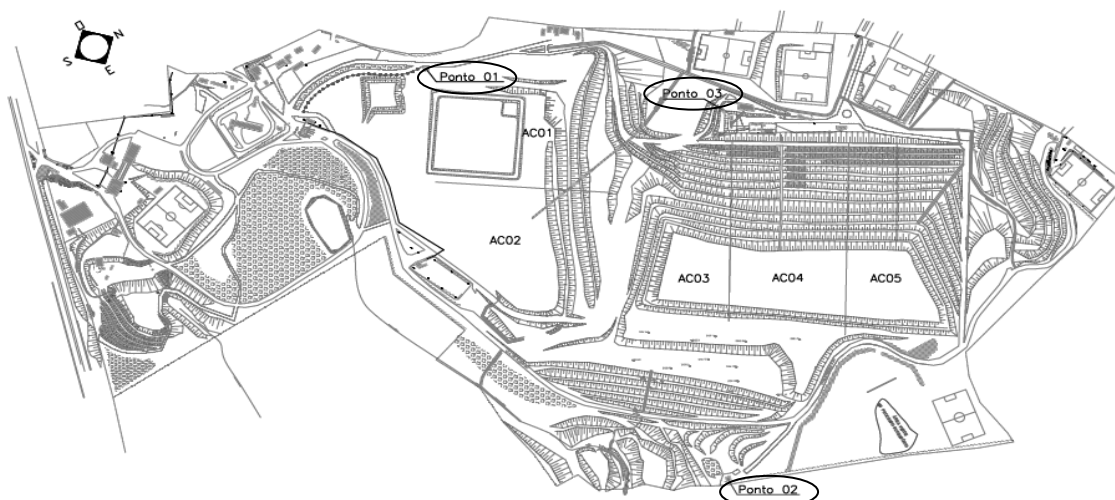 O
N
S
E
Ponto 01
Ponto 03
AC01
AC02
AC03
AC04
AC05
Ponto 02